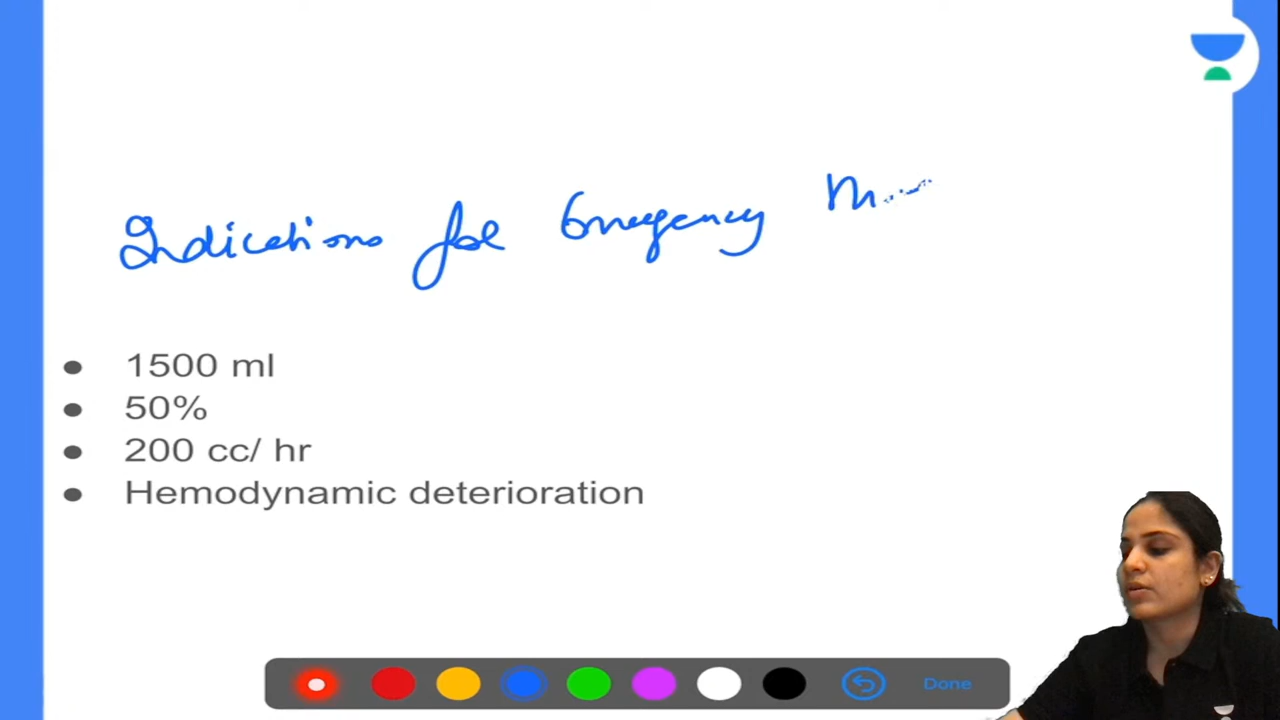 Indications for Emergency
• 1500 ml
• 50%
• 200 cc/ hr
• Hemodynamic deterioration
Done